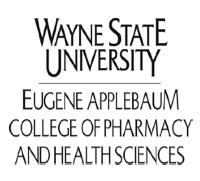 WAYNE STATE
UNIVERSITY
EUGENE APPLEBAUM
COLLEGE OF PHARMACY
AND HEALTH SCIENCES